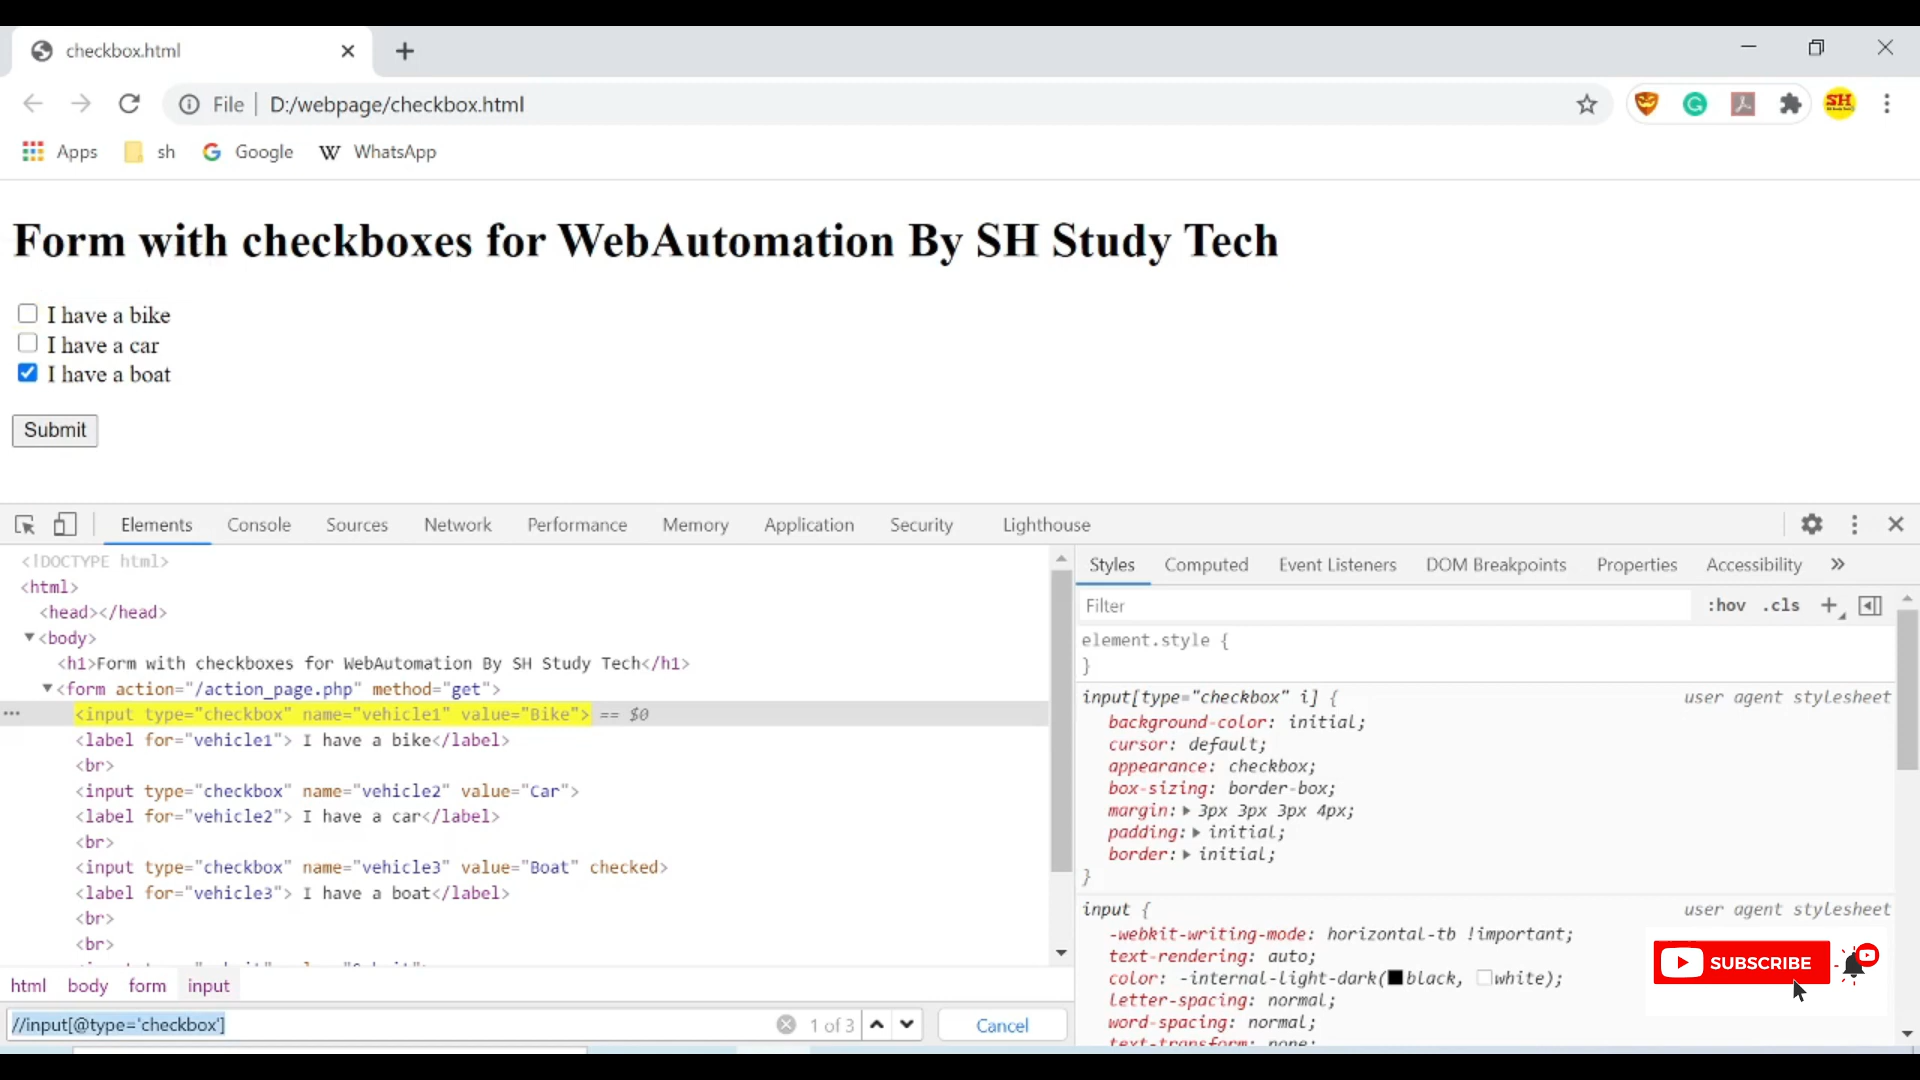 checkbox.html
File D:/webpage/checkbox.html
SH
Apps sh Google W WhatsApp
Form with checkboxes for WebAutomation By SH Study Tech
I have a bike
I have a car
I have a boat
Submit
Elements Console Sources Network Performance Memory Application Security Lighthouse
<!DOCTYPE html>
<html>
<head></head>
<body>
<h1>Form with checkboxes for WebAutomation By SH Study Tech</h1>
<form action="/action_page.php" method="get">
<input type="checkbox" name="vehicle1" value="Bike"> == $0
<label for="vehicle1"> I have a bike</label>
<br>
<input type="checkbox" name="vehicle2" value="Car">
<label for="vehicle2"> I have a car</label>
<br>
<input type="checkbox" name="vehicle3" value="Boat" checked>
<label for="vehicle3"> I have a boat</label>
<br>
<br>
html body form input
//input[@type='checkbox'] 1 of 3 Cancel
Styles Computed Event Listeners DOM Breakpoints Properties Accessibility »
Filter :hov .cls +
element.style {
}
input[type="checkbox" i] { user agent stylesheet
background-color: initial;
cursor: default;
appearance: checkbox;
box-sizing: border-box;
margin: 3px 3px 3px 4px;
padding: initial;
border: initial;
}
input { user agent stylesheet
-webkit-writing-mode: horizontal-tb !important;
text-rendering: auto;
color: -internal-light-dark(black, white);
letter-spacing: normal;
word-spacing: normal;
text-transform: none;
SUBSCRIBE